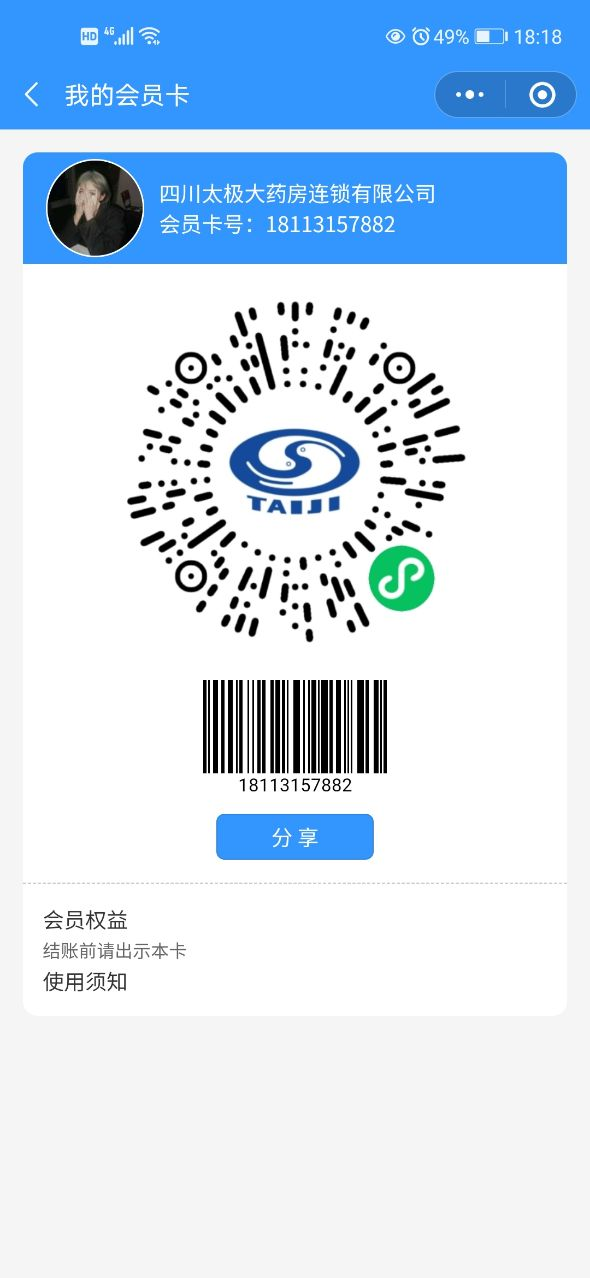 HD 4G 49% 18:18
我的会员卡
四川太极大药房连锁有限公司
会员卡号：18113157882
TAIJI
18113157882
分享
会员权益
结账前请出示本卡
使用须知